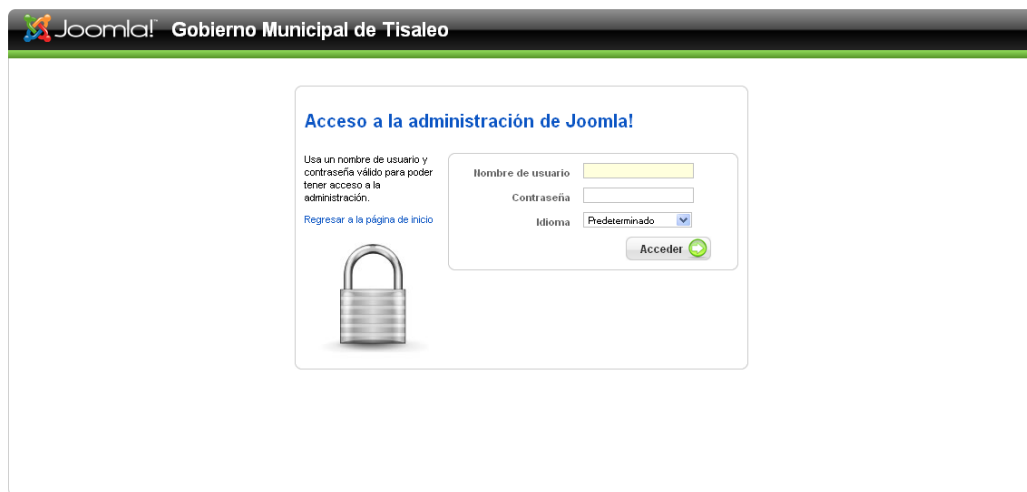 Joomla! Gobierno Municipal de Tisaleo
Acceso a la administración de Joomla!
Usa un nombre de usuario y
contraseña válido para poder
tener acceso a la
administración.
Regresar a la página de inicio
Nombre de usuario
Contraseña
Idioma Predeterminado
Acceder